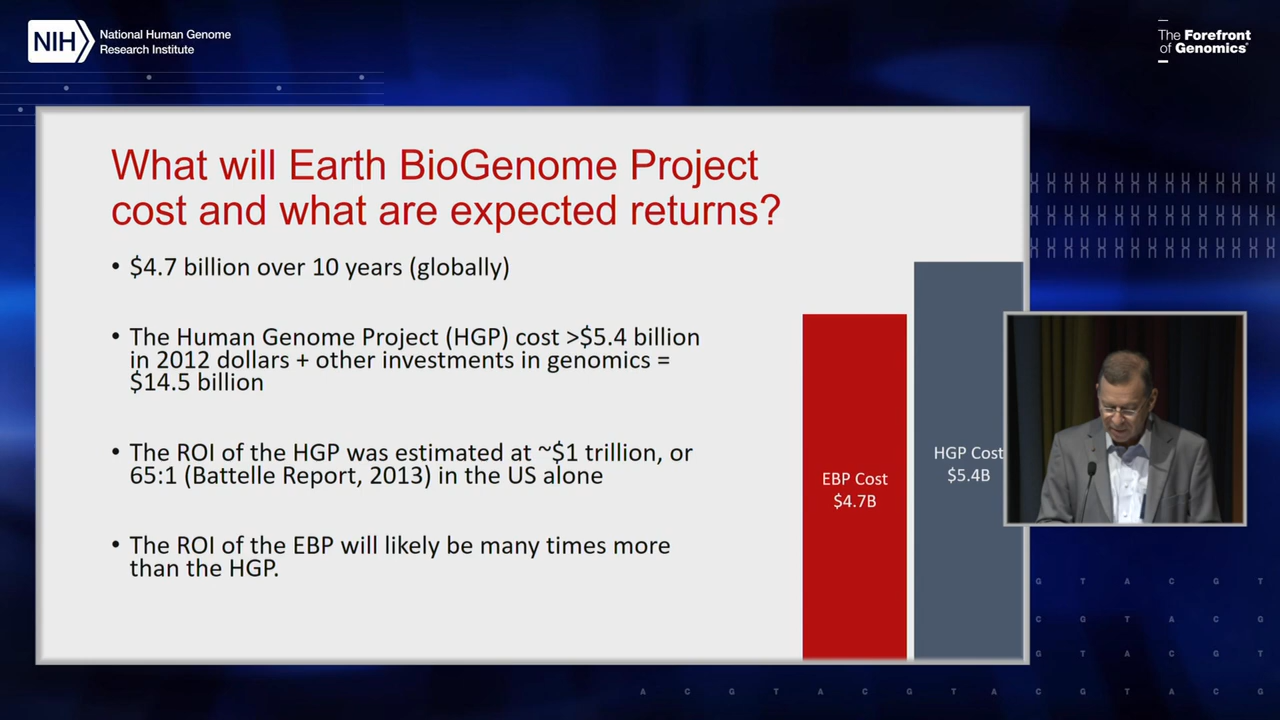 NIH
National Human Genome
Research Institute
The Forefront
of Genomics®
What will Earth BioGenome Project
cost and what are expected returns?
• $4.7 billion over 10 years (globally)
• The Human Genome Project (HGP) cost >$5.4 billion
in 2012 dollars + other investments in genomics =
$14.5 billion
• The ROI of the HGP was estimated at ~$1 trillion, or
65:1 (Battelle Report, 2013) in the US alone
• The ROI of the EBP will likely be many times more
than the HGP.
EBP Cost
$4.7B
HGP Cost
$5.4B
G T A C G T
C G T A C G
G T A C G T
A C G T A C G T A C G T A C G